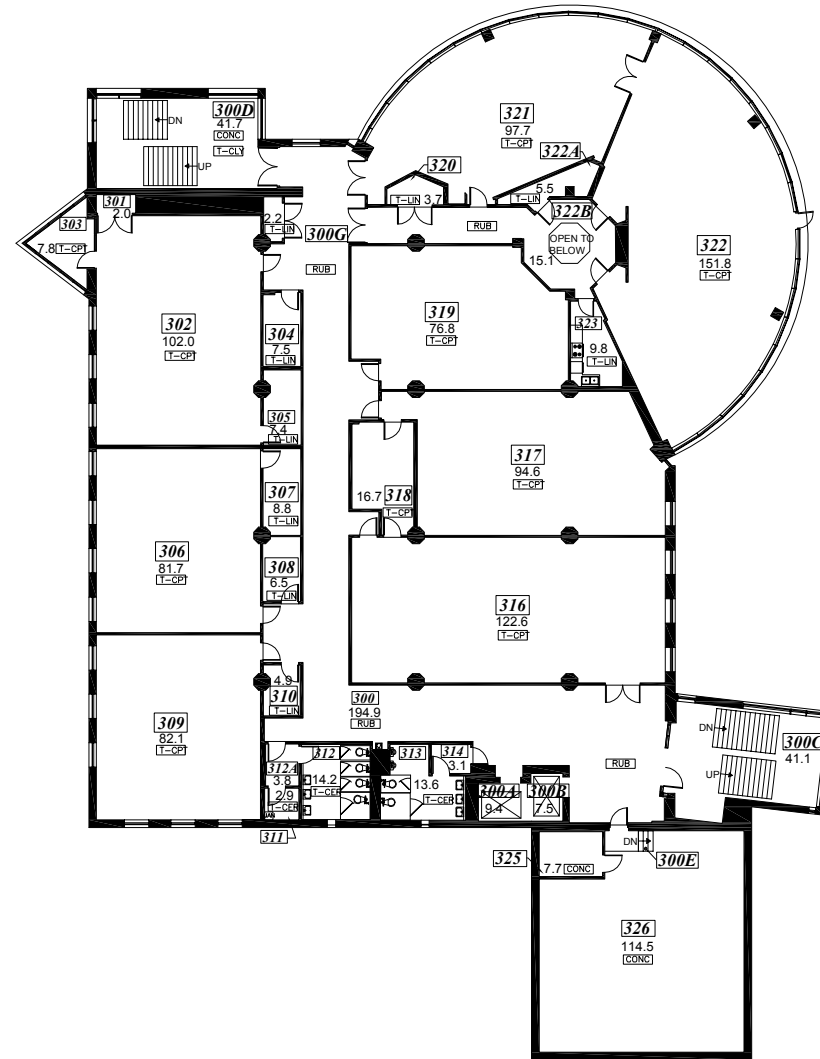 300D
41.7
CONC
T-CLY
DN
UP
321
97.7
T-CPT
322A
5.5
T-LIN
320
T-LIN 3.7
322B
OPEN TO
BELOW
15.1
RUB
322
151.8
T-CPT
301
2.0
303
7.8 T-CPT
2.2
T-LIN
300G
RUB
302
102.0
T-CPT
304
7.5
T-LIN
319
76.8
T-CPT
323
9.8
T-LIN
305
7.4
T-LIN
317
94.6
T-CPT
16.7 318
T-CPT
307
8.8
T-LIN
306
81.7
T-CPT
308
6.5
T-LIN
316
122.6
T-CPT
4.9
310
T-LIN
300
194.9
RUB
309
82.1
T-CPT
DN
UP
300C
41.1
RUB
312
14.2
T-CER
312A
3.8
2.9
T-CER
311
313
13.6
T-CER
314
3.1
300A
9.4
300B
7.5
325
7.7 CONC
DN
300E
326
114.5
CONC